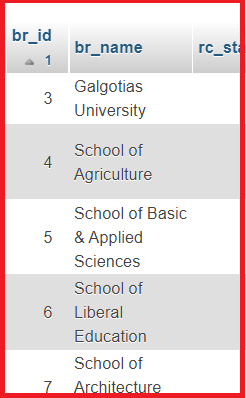 br_id br_name rc_sta
1
3 Galgotias
University
4 School of
Agriculture
5 School of Basic
& Applied
Sciences
6 School of
Liberal
Education
School of
7 Architecture